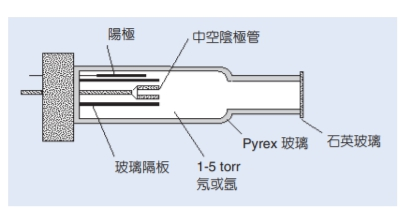 陽極
中空陰極管
玻璃隔板
1-5 torr
氖或氬
Pyrex 玻璃
石英玻璃